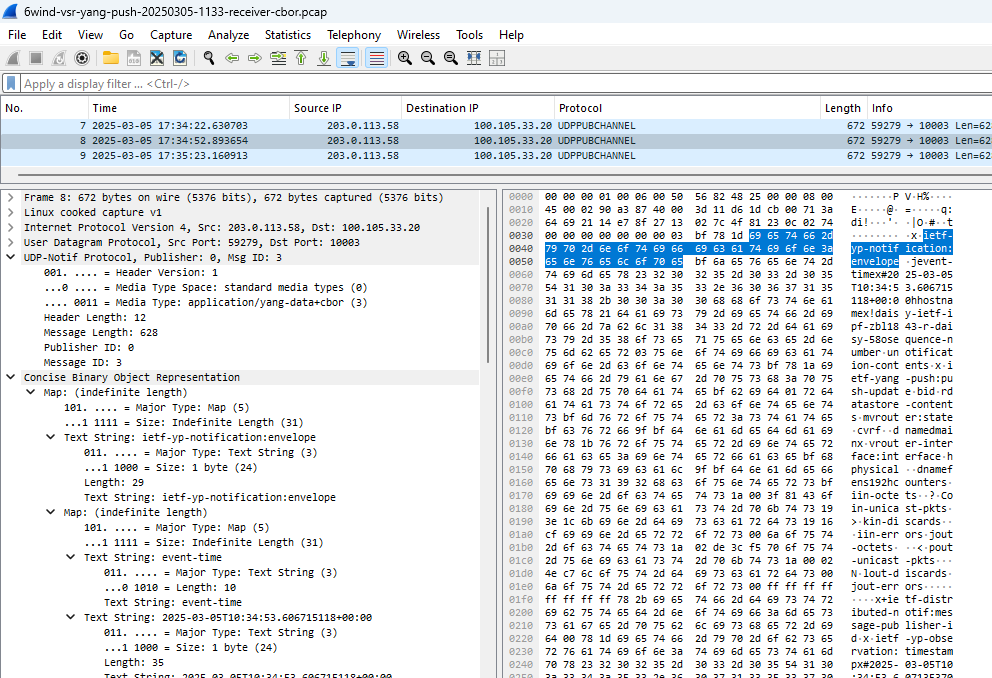 6wind-vsr-yang-push-20250305-1133-receiver-cbor.pcap
File Edit View Go Capture Analyze Statistics Telephony Wireless Tools Help
Apply a display filter ... <Ctrl-/>
No. Time Source IP Destination IP Protocol Length Info
7 2025-03-05 17:34:22.630703 203.0.113.58 100.105.33.20 UDPPUBCHANNEL 672 59279 → 10003 Len=62
8 2025-03-05 17:34:52.893654 203.0.113.58 100.105.33.20 UDPPUBCHANNEL 672 59279 → 10003 Len=62
9 2025-03-05 17:35:23.160913 203.0.113.58 100.105.33.20 UDPPUBCHANNEL 672 59279 → 10003 Len=62
Frame 8: 672 bytes on wire (5376 bits), 672 bytes captured (5376 bits)
Linux cooked capture v1
Internet Protocol Version 4, Src: 203.0.113.58, Dst: 100.105.33.20
User Datagram Protocol, Src Port: 59279, Dst Port: 10003
UDP-Notif Protocol, Publisher: 0, Msg ID: 3
001. .... = Header Version: 1
...0 .... = Media Type Space: standard media types (0)
.... 0011 = Media Type: application/yang-data+cbor (3)
Header Length: 12
Message Length: 628
Publisher ID: 0
Message ID: 3
Concise Binary Object Representation
Map: (indefinite length)
101. .... = Major Type: Map (5)
...1 1111 = Size: Indefinite Length (31)
Text String: ietf-yp-notification:envelope
011. .... = Major Type: Text String (3)
...1 1000 = Size: 1 byte (24)
Length: 29
Text String: ietf-yp-notification:envelope
Map: (indefinite length)
101. .... = Major Type: Map (5)
...1 1111 = Size: Indefinite Length (31)
Text String: event-time
011. .... = Major Type: Text String (3)
...0 1010 = Length: 10
Text String: event-time
Text String: 2025-03-05T10:34:53.606715118+00:00
011. .... = Major Type: Text String (3)
...1 1000 = Size: 1 byte (24)
Length: 35
Text String: 2025-03-05T10:34:53.606715118+00:00
0000 00 00 00 01 00 06 00 50 56 82 48 25 00 00 08 00 ·······P V·H%····
0010 45 00 02 90 a3 87 40 00 3d 11 d6 1d cb 00 71 3a E·····@· =·····q:
0020 64 69 21 14 e7 8f 27 13 02 7c 4f 81 23 0c 02 74 di!···'· ·|O·#··t
0030 00 00 00 00 00 00 00 03 bf 78 1d 69 65 74 66 2d ········ ·x·ietf-
0040 79 70 2d 6e 6f 74 69 66 69 63 61 74 69 6f 6e 3a yp-notif ication:
0050 65 6e 76 65 6c 6f 70 65 bf 6a 65 76 65 6e 74 2d envelope ·jevent-
0060 74 69 6d 65 78 23 32 30 32 35 2d 30 33 2d 30 35 timex#20 25-03-05
0070 54 31 30 3a 33 34 3a 35 33 2e 36 30 36 37 31 35 T10:34:5 3.606715
0080 31 31 38 2b 30 30 3a 30 30 68 68 6f 73 74 6e 61 118+00:0 0hhostna
0090 6d 65 78 21 64 61 69 73 79 2d 69 65 74 66 2d 69 mex!dais y-ietf-i
00a0 70 66 2d 7a 62 6c 31 38 34 33 2d 72 2d 64 61 69 pf-zbl18 43-r-dai
00b0 73 79 2d 35 38 6f 73 65 71 75 65 6e 63 65 2d 6e sy-58ose quence-n
00c0 75 6d 62 65 72 03 75 6e 6f 74 69 66 69 63 61 74 umber·un otificat
00d0 69 6f 6e 2d 63 6f 6e 74 65 6e 74 73 bf 78 1a 69 ion-cont ents·x·i
00e0 65 74 66 2d 79 61 6e 67 2d 70 75 73 68 3a 70 75 etf-yang -push:pu
00f0 73 68 2d 75 70 64 61 74 65 bf 62 69 64 01 72 64 sh-updat e·bid·rd
0100 61 74 61 73 74 6f 72 65 2d 63 6f 6e 74 65 6e 74 atastore -content
0110 73 bf 6d 76 72 6f 75 74 65 72 3a 73 74 61 74 65 s·mvrout er:state
0120 bf 63 76 72 66 9f bf 64 6e 61 6d 65 64 6d 61 69 ·cvrf··d namedmai
0130 6e 78 1b 76 72 6f 75 74 65 72 2d 69 6e 74 65 72 nx·vrout er-inter
0140 66 61 63 65 3a 69 6e 74 65 72 66 61 63 65 bf 68 face:int erface·h
0150 70 68 79 73 69 63 61 6c 9f bf 64 6e 61 6d 65 66 physical ··dnamef
0160 65 6e 73 31 39 32 68 63 6f 75 6e 74 65 72 73 bf ens192hc ounters·
0170 69 69 6e 2d 6f 63 74 65 74 73 1a 00 3f 81 43 6f iin-octe ts··?·Co
0180 69 6e 2d 75 6e 69 63 61 73 74 2d 70 6b 74 73 19 in-unica st-pkts·
0190 3e 1c 6b 69 6e 2d 64 69 73 63 61 72 64 73 19 16 >·kin-di scards··
01a0 cf 69 69 6e 2d 65 72 72 6f 72 73 00 6a 6f 75 74 ·iin-err ors·jout
01b0 2d 6f 63 74 65 74 73 1a 02 de 3c f5 70 6f 75 74 -octets· ··<·pout
01c0 2d 75 6e 69 63 61 73 74 2d 70 6b 74 73 1a 00 02 -unicast -pkts···
01d0 4e c7 6c 6f 75 74 2d 64 69 73 63 61 72 64 73 00 N·lout-d iscards·
01e0 6a 6f 75 74 2d 65 72 72 6f 72 73 00 ff ff ff ff jout-err ors·····
01f0 ff ff ff ff 78 2b 69 65 74 66 2d 64 69 73 74 72 ····x+ie tf-distr
0200 69 62 75 74 65 64 2d 6e 6f 74 69 66 3a 6d 65 73 ibuted-n otif:mes
0210 73 61 67 65 2d 70 75 62 6c 69 73 68 65 72 2d 69 sage-pub lisher-i
0220 64 00 78 1d 69 65 74 66 2d 79 70 2d 6f 62 73 65 d·x·ietf -yp-obse
0230 72 76 61 74 69 6f 6e 3a 74 69 6d 65 73 74 61 6d rvation: timestam
0240 70 78 23 32 30 32 35 2d 30 33 2d 30 35 54 31 30 px#2025- 03-05T10